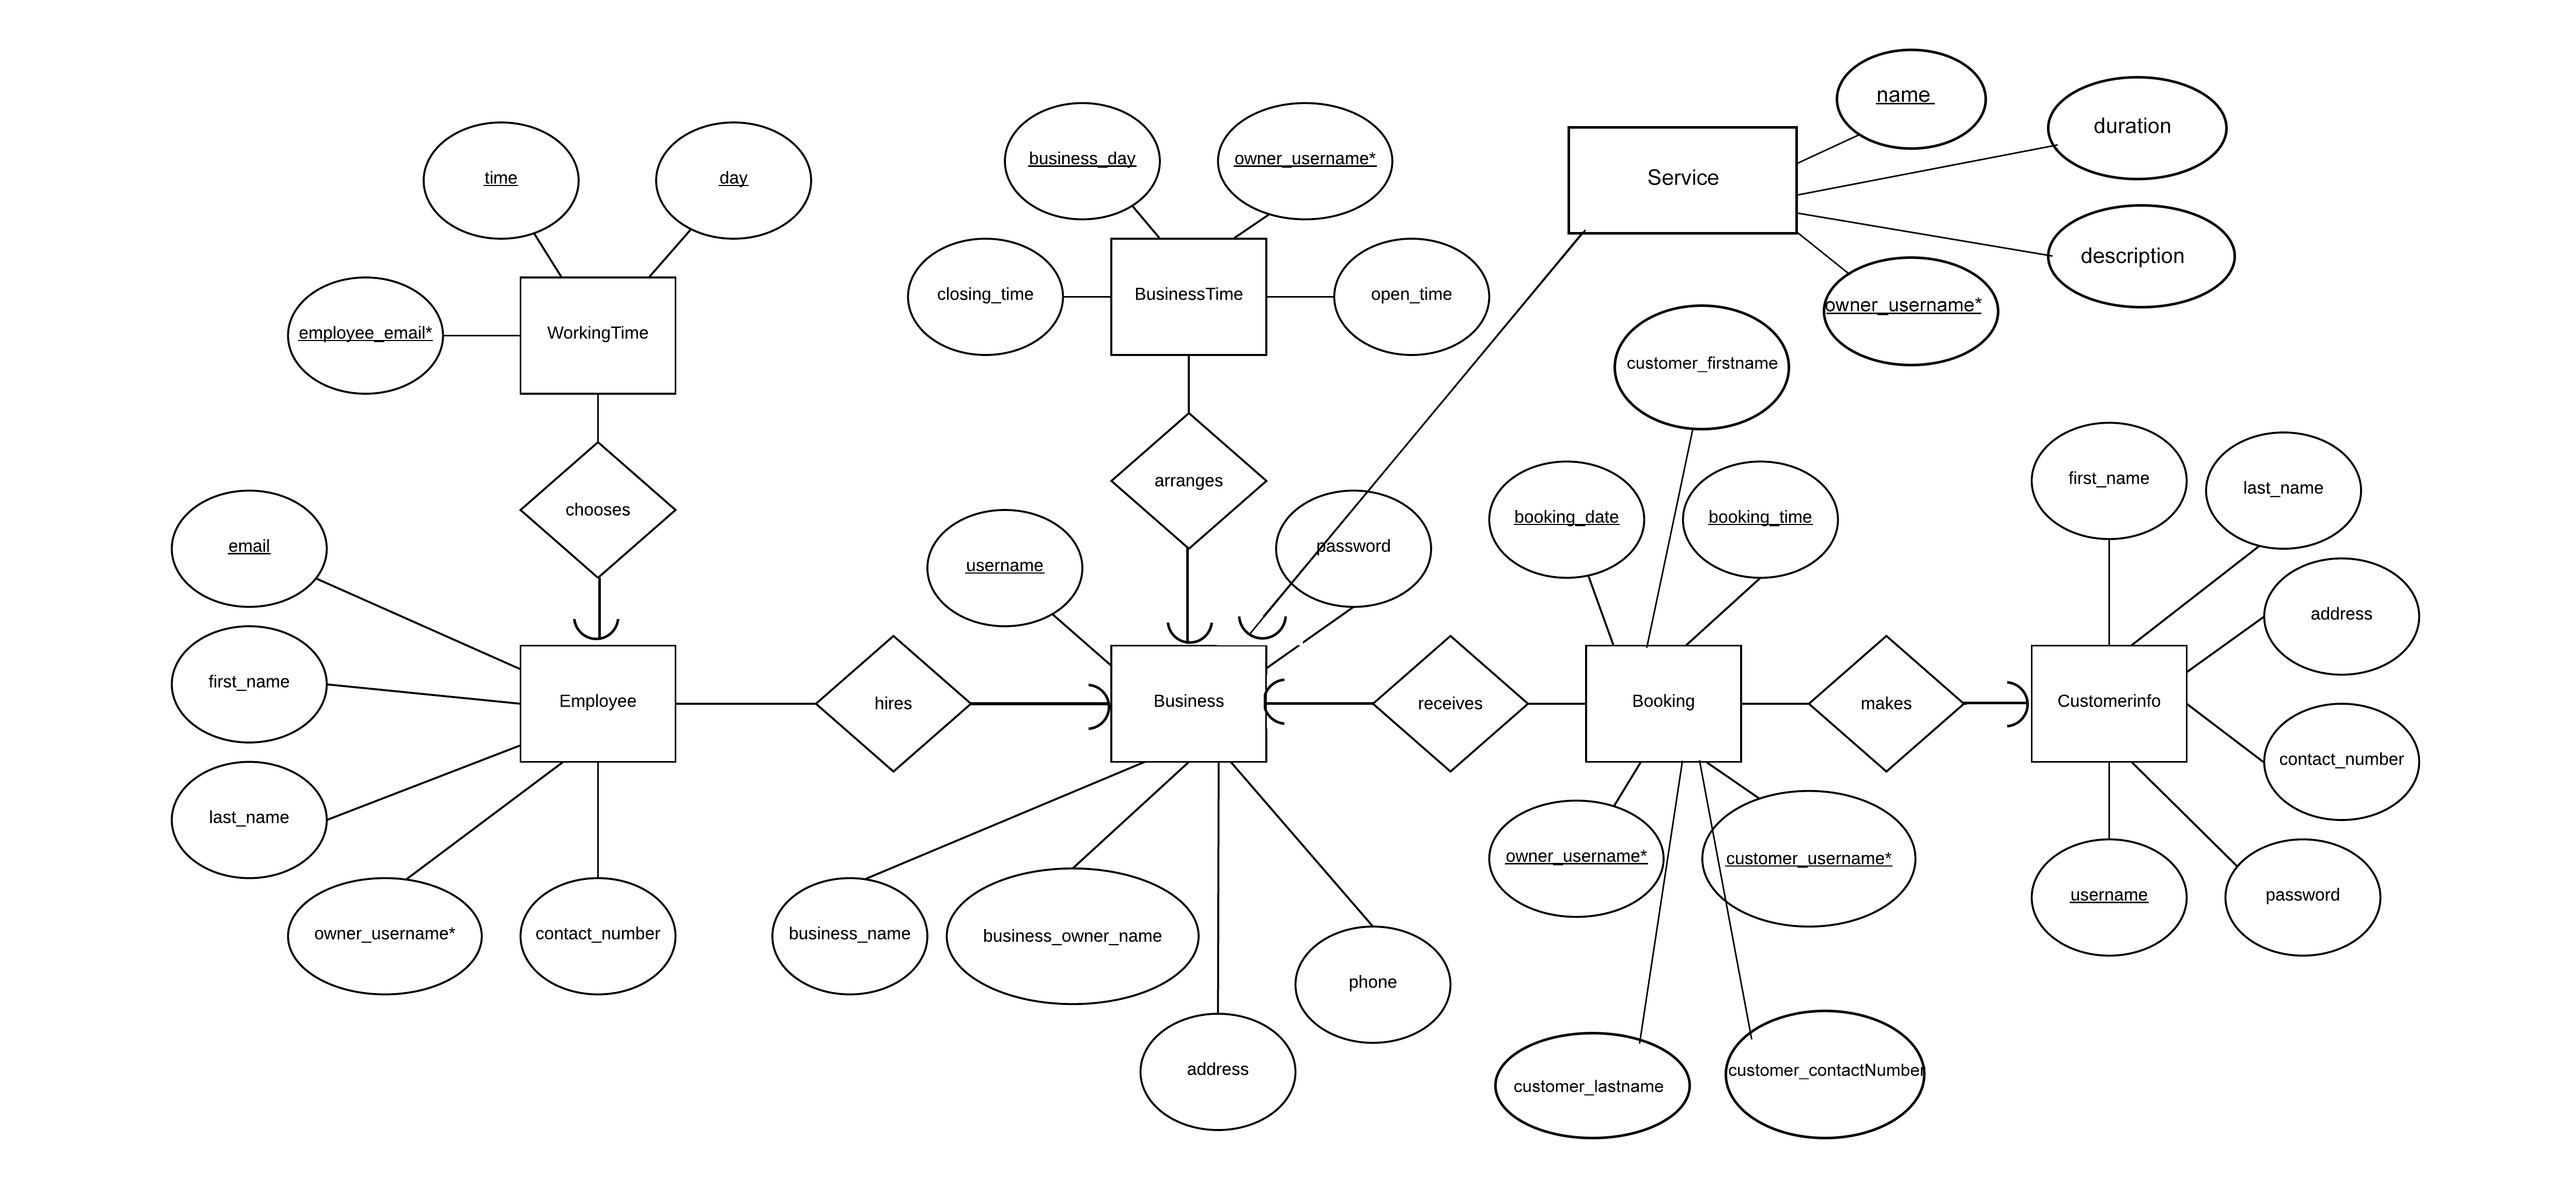 name
duration
Service
description
owner_username*
time
day
business_day
owner_username*
closing_time
BusinessTime
open_time
employee_email*
WorkingTime
customer_firstname
chooses
arranges
email
username
password
booking_date
booking_time
first_name
last_name
address
first_name
Employee
hires
Business
receives
Booking
makes
Customerinfo
contact_number
last_name
owner_username*
customer_username*
username
password
owner_username*
contact_number
business_name
business_owner_name
phone
address
customer_lastname
customer_contactNumber